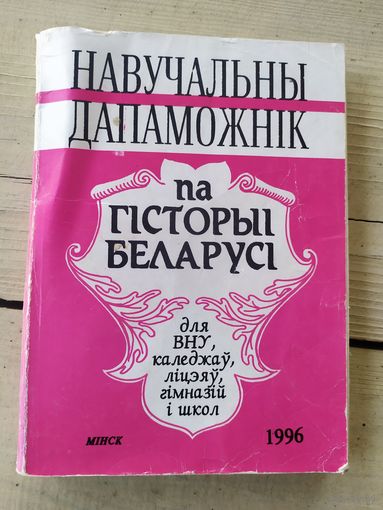 НАВУЧАЛЬНЫ
ДАПАМОЖНІК
па
ГІСТОРЫІ
БЕЛАРУСІ
для
ВНУ,
каледжаў,
ліцэяў,
гімназій
і школ
МІНСК 1996